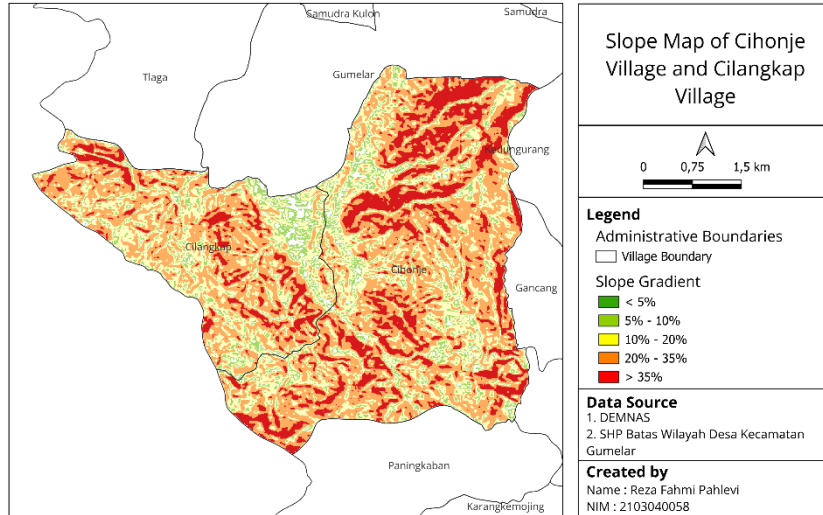 Samudra Kulon
Samudra
Tlaga
Gumelar
Kedungurang
Cilangkap
Cihonje
Gancang
Paningkaban
Karangkemojing
Slope Map of Cihonje
Village and Cilangkap
Village
0 0,75 1,5 km
Legend
Administrative Boundaries
Village Boundary
Slope Gradient
< 5%
5% - 10%
10% - 20%
20% - 35%
> 35%
Data Source
1. DEMNAS
2. SHP Batas Wilayah Desa Kecamatan
Gumelar
Created by
Name : Reza Fahmi Pahlevi
NIM : 2103040058